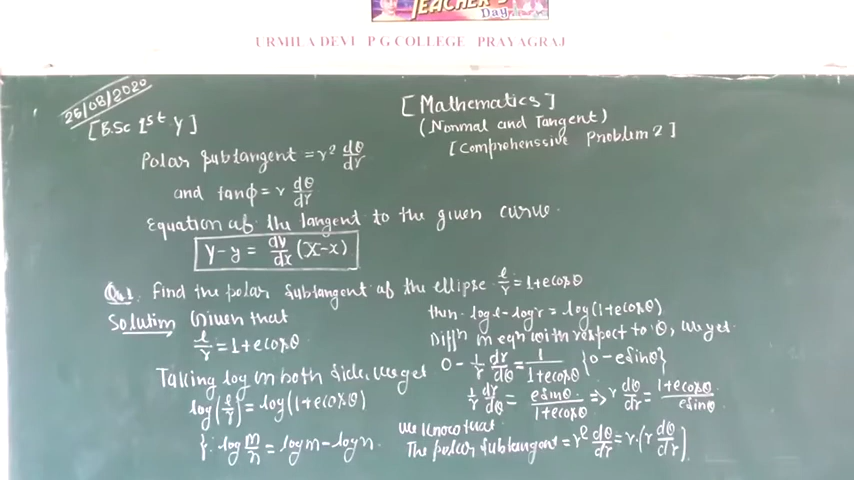 TEACHER'S
Day
URMILA DEVI P G COLLEGE PRAYAGRAJ
25/08/2020
[B.Sc 1st Y]
[Mathematics]
(Normal and Tangent)
[Comprehenssive Problem 2]
Polar Subtangent = r² dθ/dr
and tanϕ = r dθ/dr
Equation of the tangent to the given curve.
Y-y = dy/dx (X-x)
Qu.1. Find the polar Subtangent of the ellipse l/r = 1+ecosθ
Solution Given that
l/r = 1+ecosθ
Taking log on both side, we get
log(l/r) = log(1+ecosθ)
{∵ log m/n = log m - log n.
then. log l - log r = log(1+ecosθ)
Diffn on eqn with respect to θ, we get.
0 - 1/r dr/dθ = 1/1+ecosθ {0 - esinθ}
1/r dr/dθ = esinθ/1+ecosθ => r dθ/dr = 1+ecosθ/esinθ
We know that
The polar subtangent = r² dθ/dr = r.(r dθ/dr)